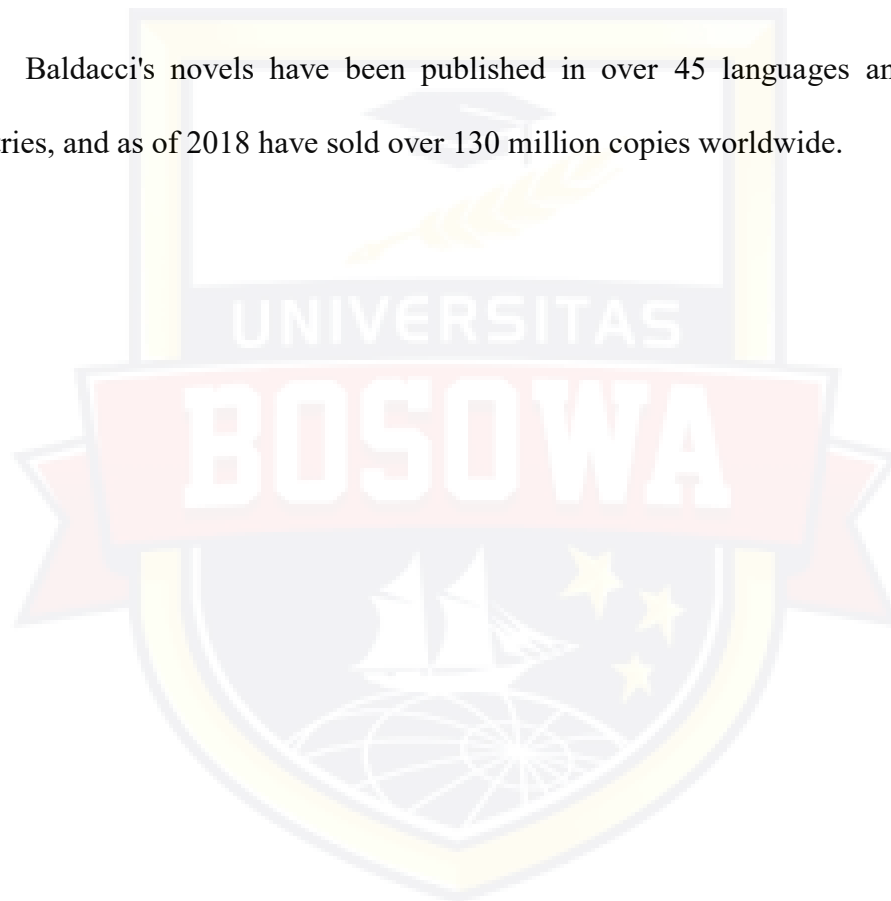 Baldacci's novels have been published in over 45 languages an
ries, and as of 2018 have sold over 130 million copies worldwide.
UNIVERSITAS
BOSOWA